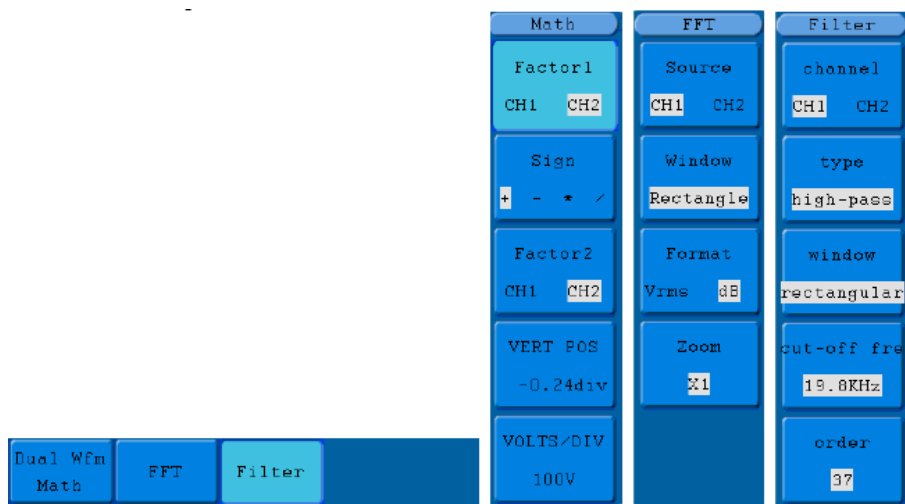 Math
Factor1
CH1 CH2
Sign
+ - * /
Factor2
CH1 CH2
VERT POS
-0.24div
VOLTS/DIV
100V
FFT
Source
CH1 CH2
Window
Rectangle
Format
Vrms dB
Zoom
X1
Filter
channel
CH1 CH2
type
high-pass
window
rectangular
cut-off fre
19.8KHz
order
37
Dual Wfm
Math
FFT
Filter